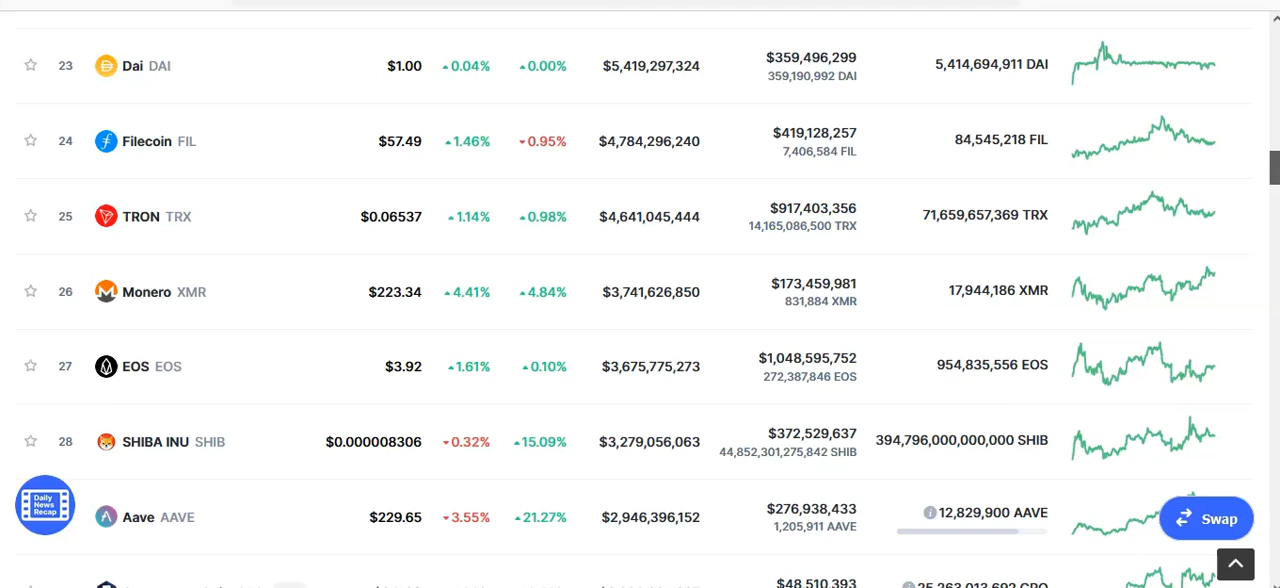 23 Dai DAI $1.00 0.04% 0.00% $5,419,297,324 $359,496,299 5,414,694,911 DAI
359,190,992 DAI
24 Filecoin FIL $57.49 1.46% 0.95% $4,784,296,240 $419,128,257 84,545,218 FIL
7,406,584 FIL
25 TRON TRX $0.06537 1.14% 0.98% $4,641,045,444 $917,403,356 71,659,657,369 TRX
14,165,086,500 TRX
26 Monero XMR $223.34 4.41% 4.84% $3,741,626,850 $173,459,981 17,944,186 XMR
831,884 XMR
27 EOS EOS $3.92 1.61% 0.10% $3,675,775,273 $1,048,595,752 954,835,556 EOS
272,387,846 EOS
28 SHIBA INU SHIB $0.000008306 0.32% 15.09% $3,279,056,063 $372,529,637 394,796,000,000,000 SHIB
44,852,301,275,842 SHIB
Daily
News
Recap
Aave AAVE $229.65 3.55% 21.27% $2,946,396,152 $276,938,433 12,829,900 AAVE
1,205,911 AAVE
Swap
$48,510,393 25,263,013,692 CRO